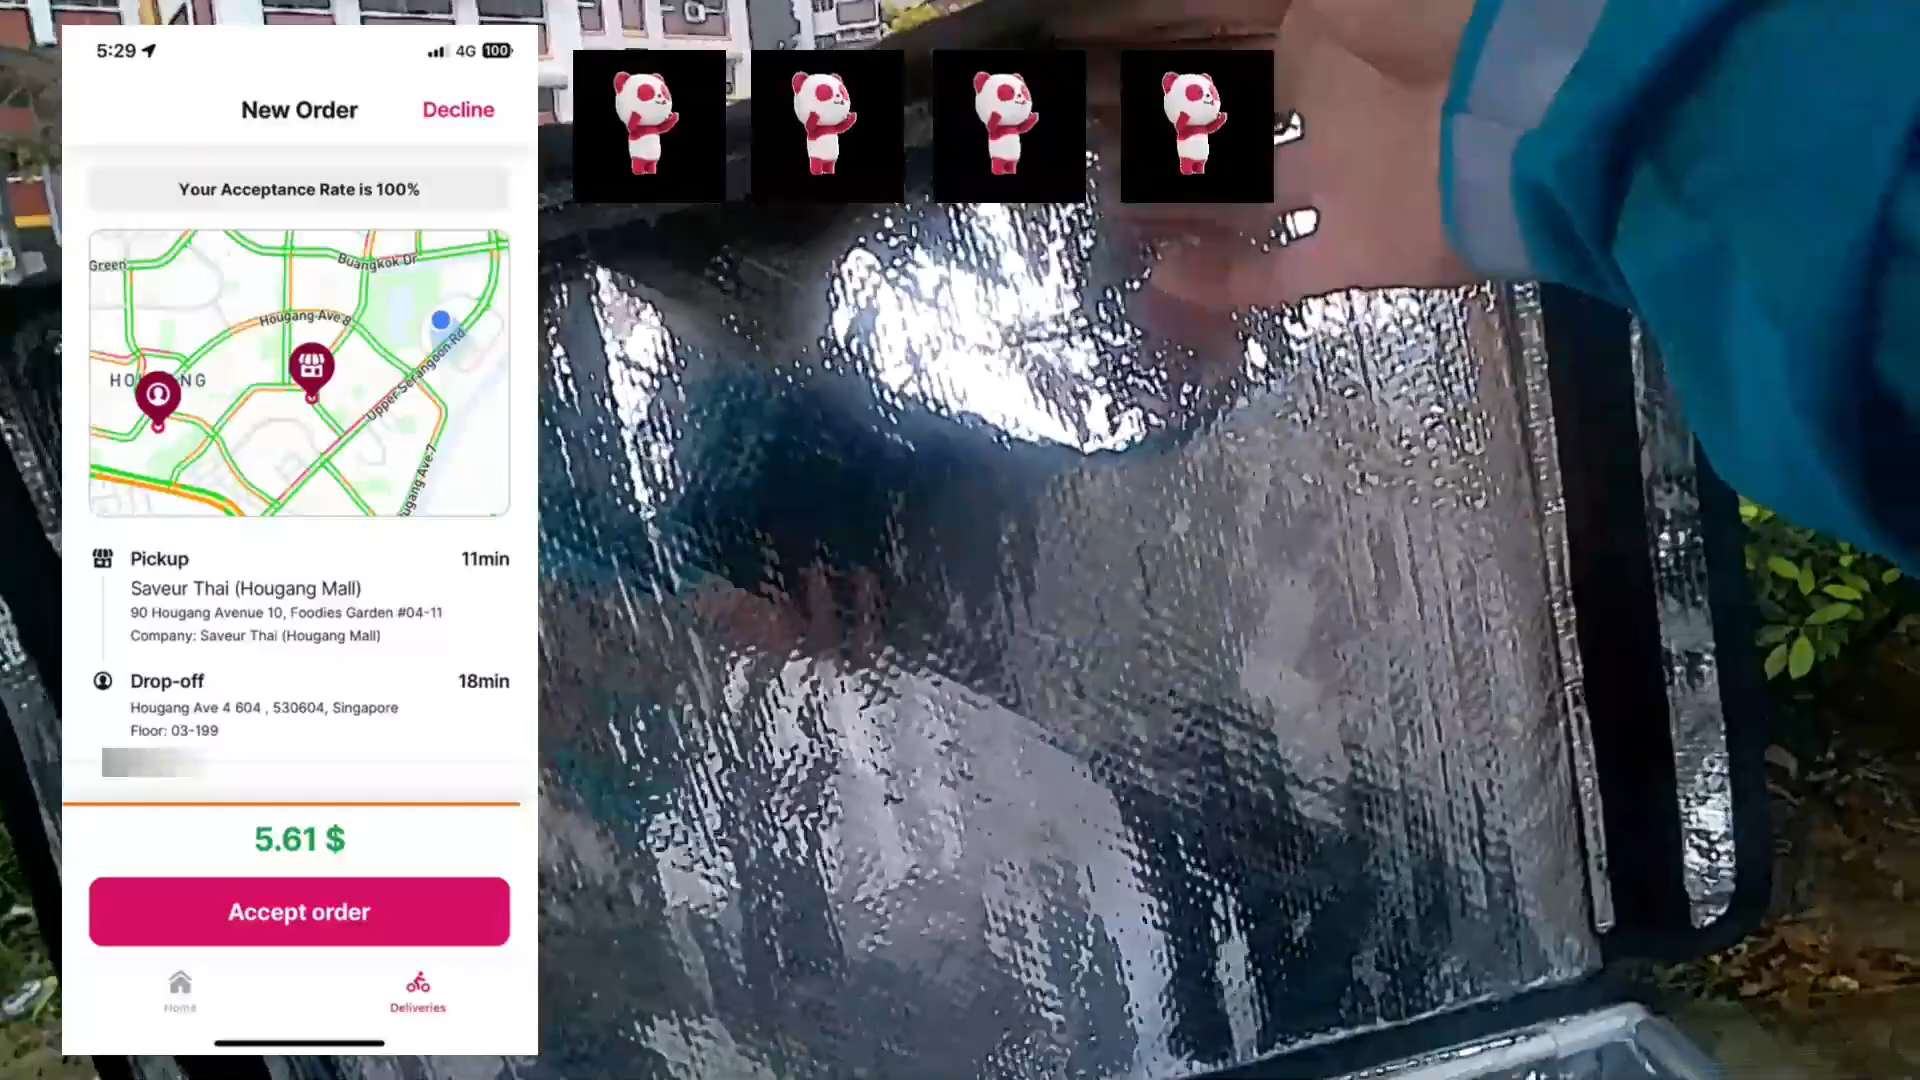 5:29
4G 100
New Order
Decline
Your Acceptance Rate is 100%
Green
Buangkok Dr
Hougang Ave 8
Upper Serangoon Rd
HO NG
ugang Ave 7
Pickup
11min
Saveur Thai (Hougang Mall)
90 Hougang Avenue 10, Foodies Garden #04-11
Company: Saveur Thai (Hougang Mall)
Drop-off
18min
Hougang Ave 4 604 , 530604, Singapore
Floor: 03-199
5.61 $
Accept order
Home
Deliveries